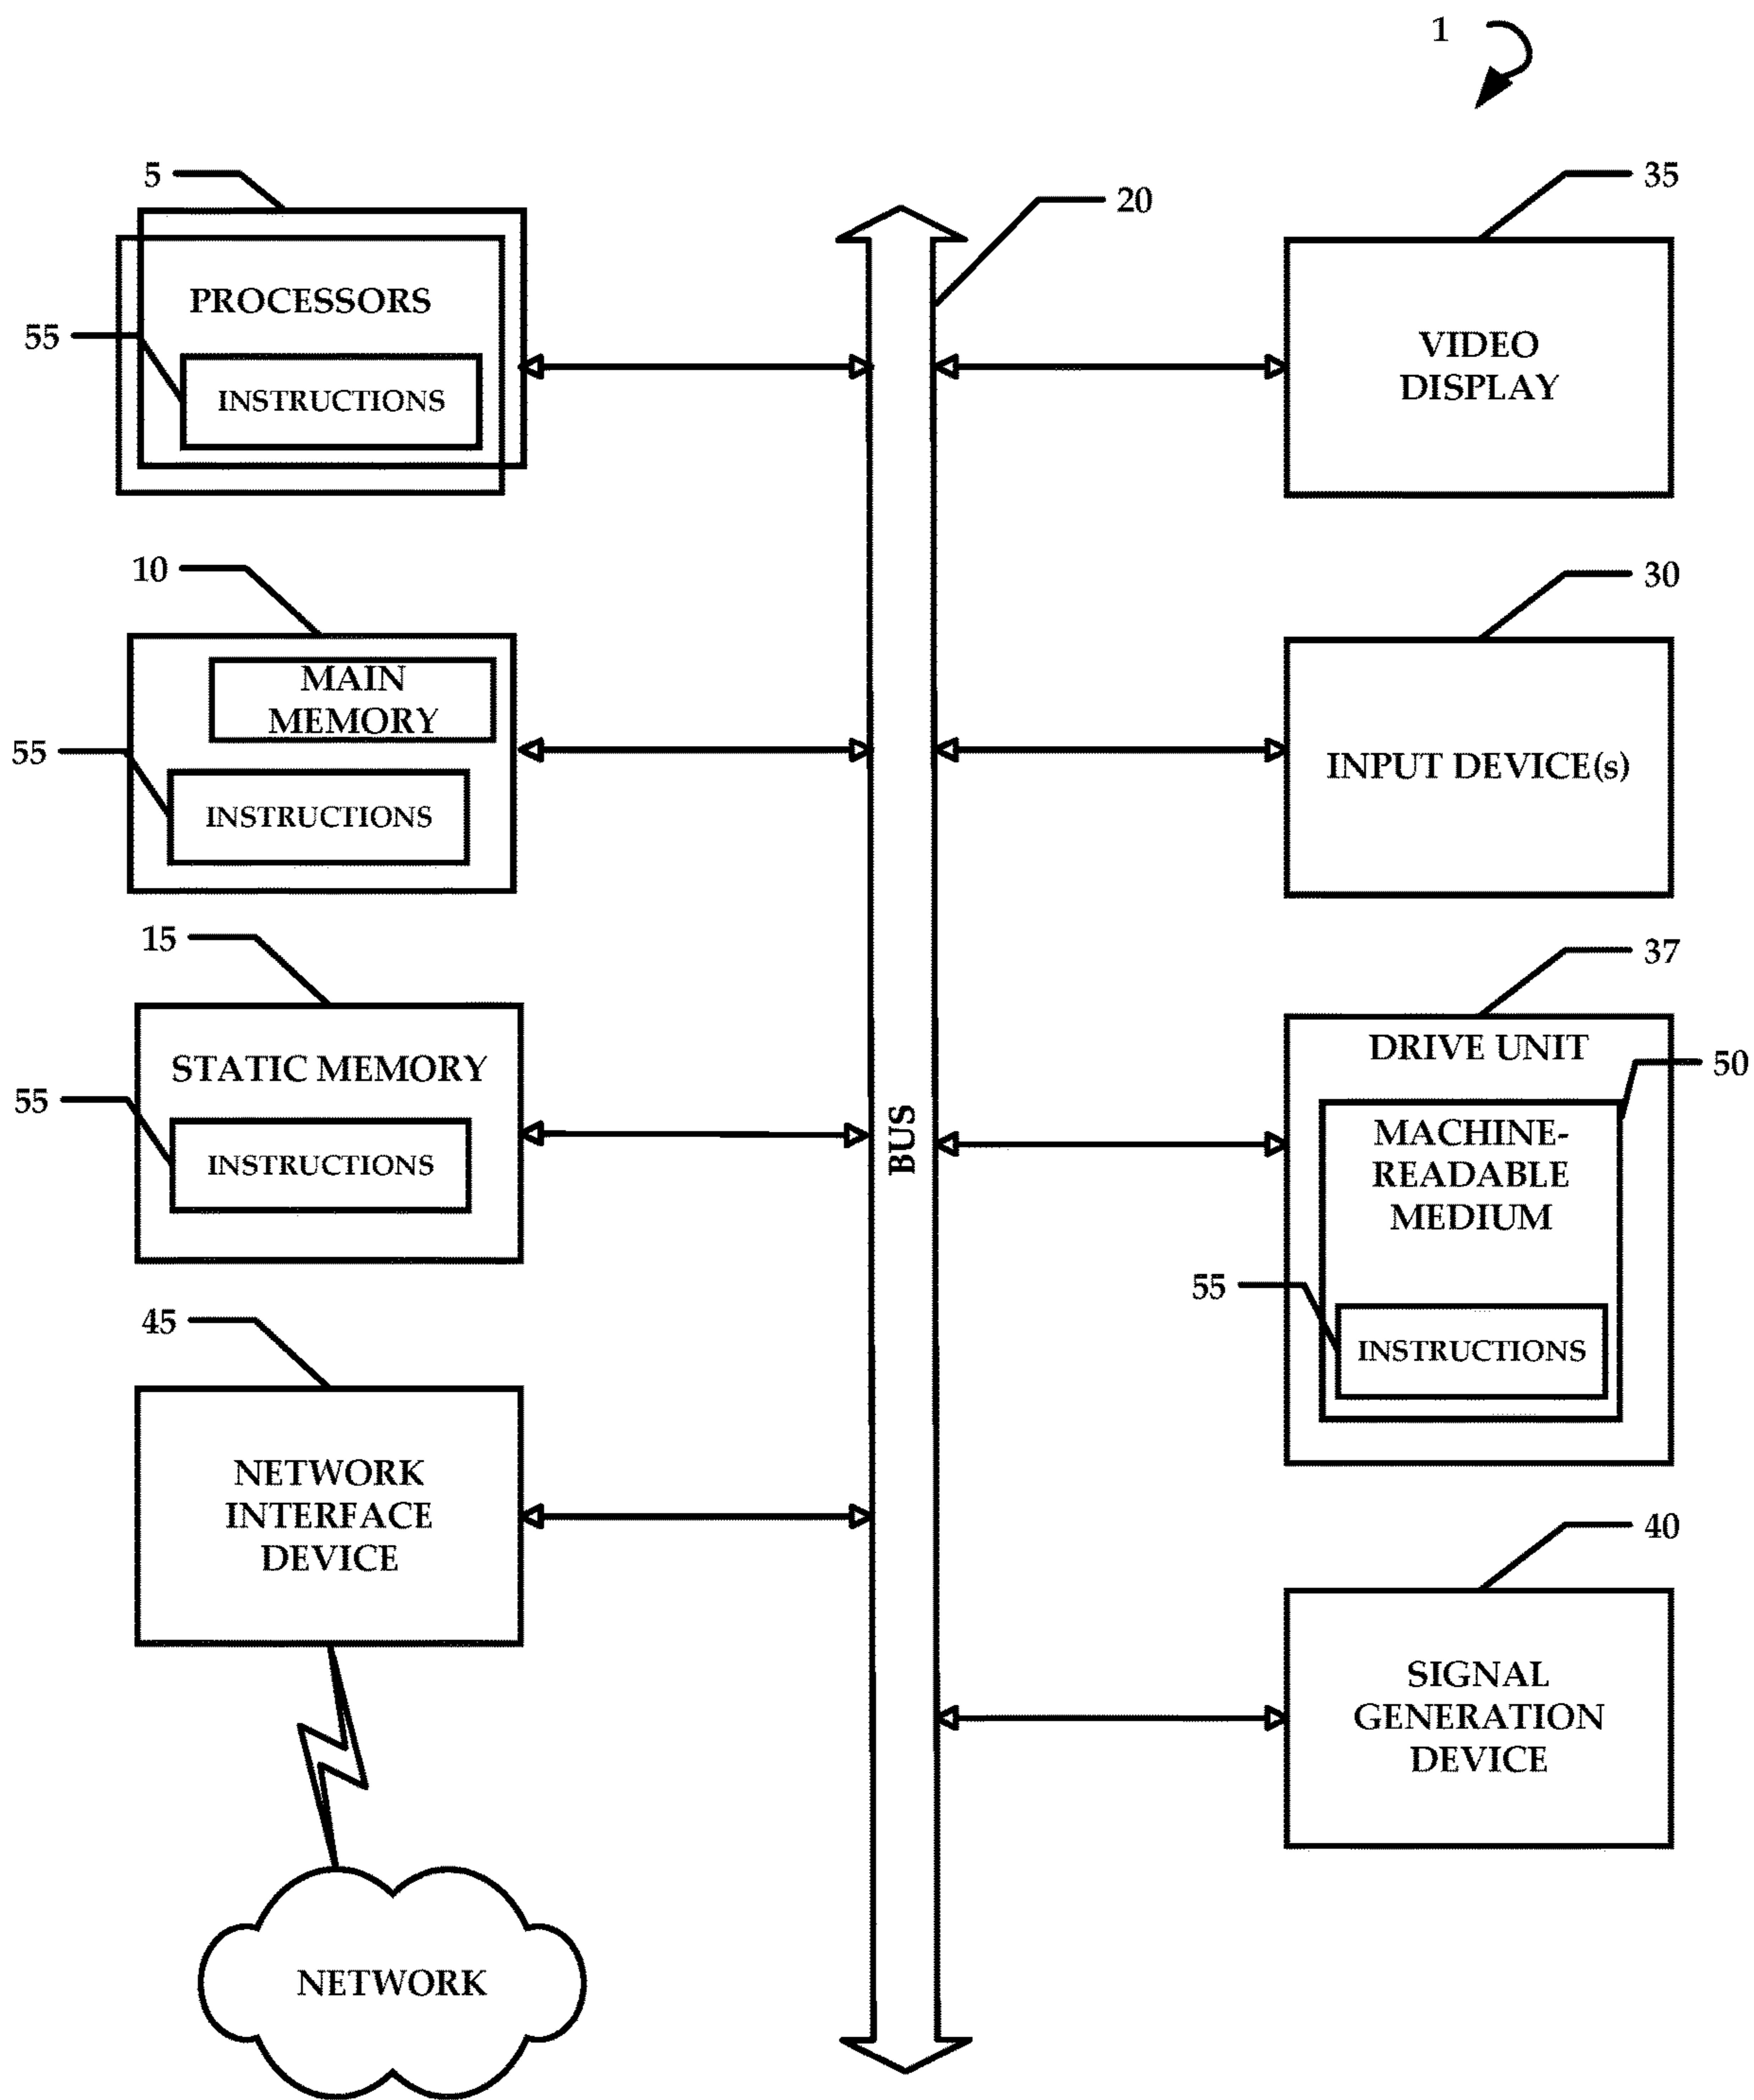 1
5
PROCESSORS
55
INSTRUCTIONS
10
MAIN
MEMORY
55
INSTRUCTIONS
15
STATIC MEMORY
55
INSTRUCTIONS
45
NETWORK
INTERFACE
DEVICE
NETWORK
20
BUS
35
VIDEO
DISPLAY
30
INPUT DEVICE(s)
37
DRIVE UNIT
50
MACHINE-
READABLE
MEDIUM
55
INSTRUCTIONS
40
SIGNAL
GENERATION
DEVICE